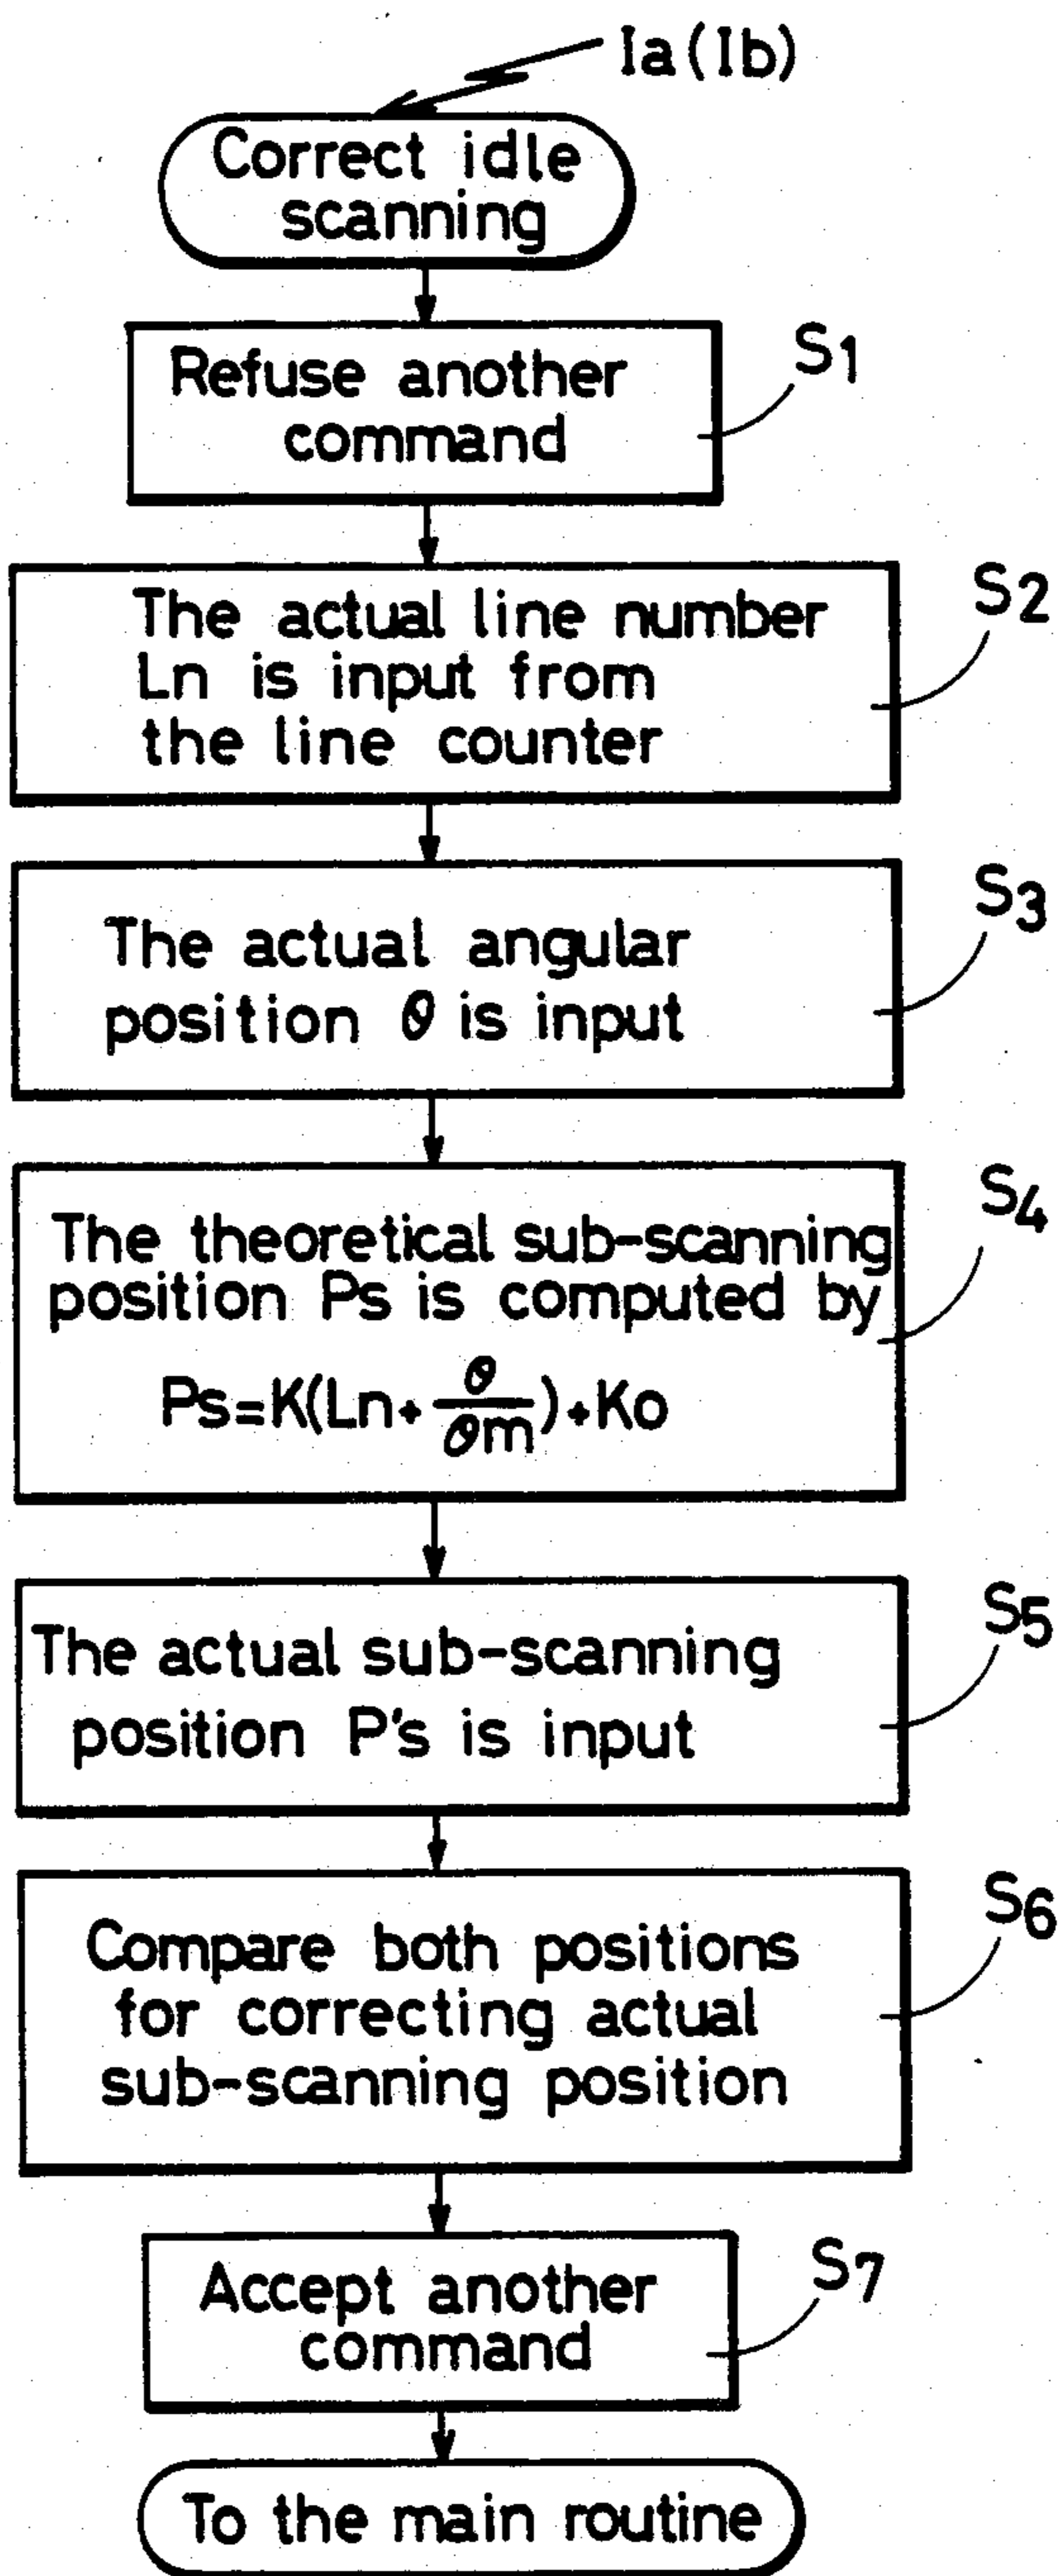 Ia(Ib)
Correct idle
scanning
Refuse another
command
S1
The actual line number
Ln is input from
the line counter
S2
The actual angular
position θ is input
S3
The theoretical sub-scanning
position Ps is computed by
Ps=K(Ln+θ/θm)+Ko
S4
The actual sub-scanning
position P's is input
S5
Compare both positions
for correcting actual
sub-scanning position
S6
Accept another
command
S7
To the main routine